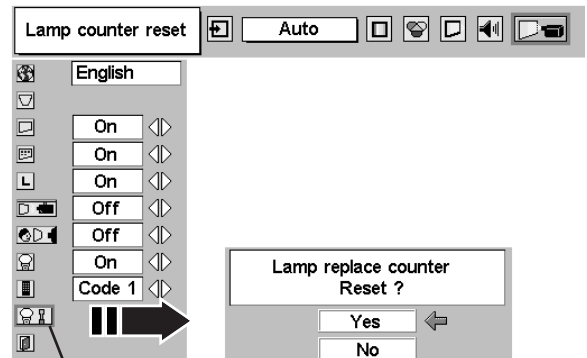 Lamp counter reset
Auto
English
On
On
L
On
Off
Off
On
Code 1
Lamp replace counter
Reset ?
Yes
No